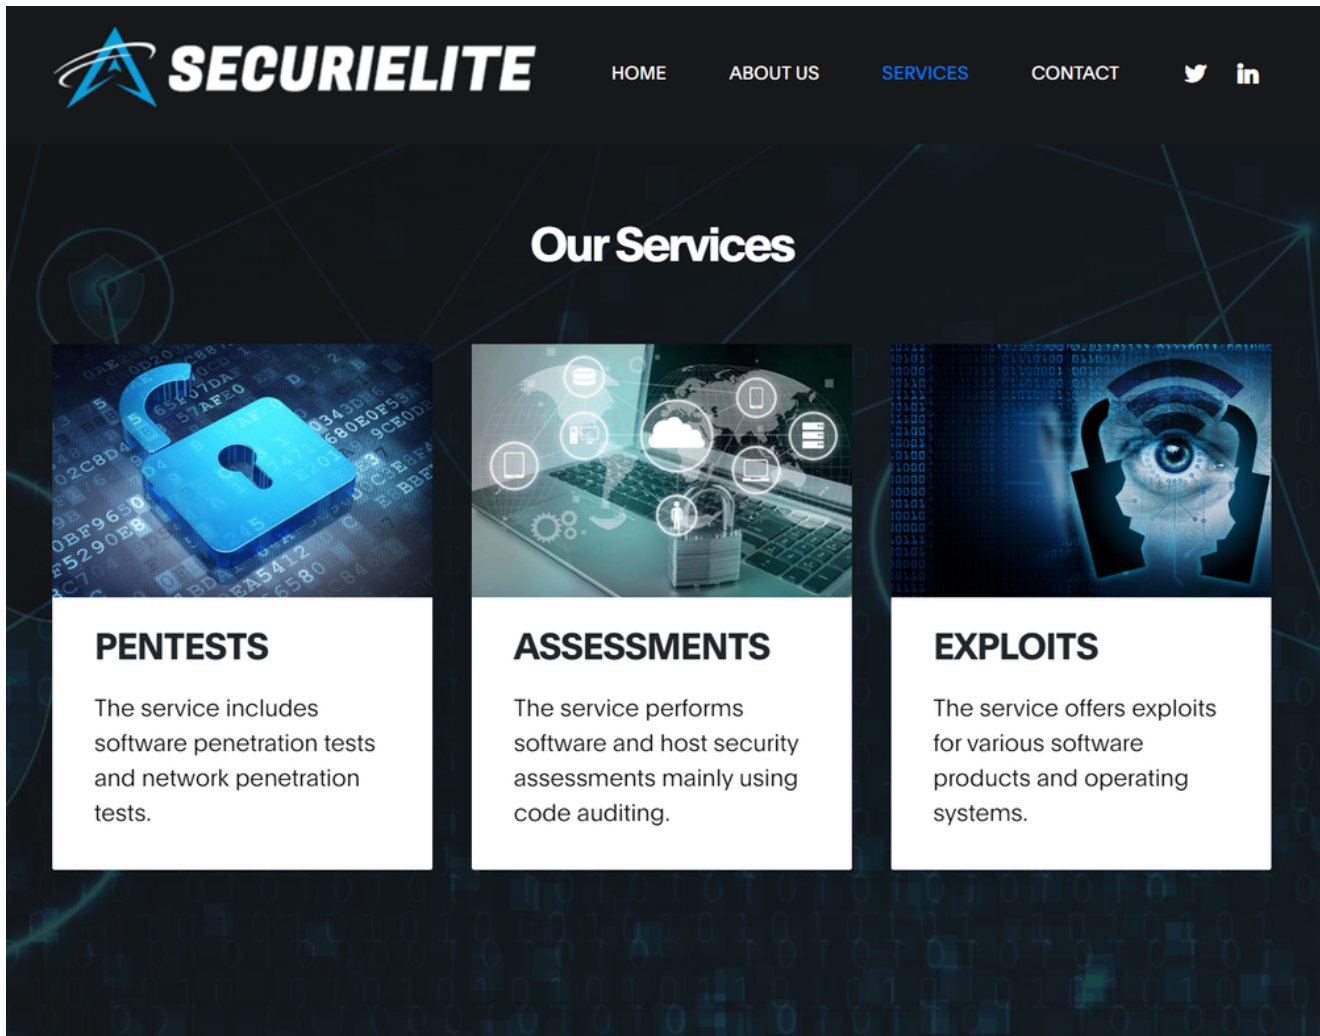 SECURIELITE
HOME
ABOUT US
SERVICES
CONTACT
Our Services
PENTESTS
The service includes
software penetration tests
and network penetration
tests.
ASSESSMENTS
The service performs
software and host security
assessments mainly using
code auditing.
EXPLOITS
The service offers exploits
for various software
products and operating
systems.